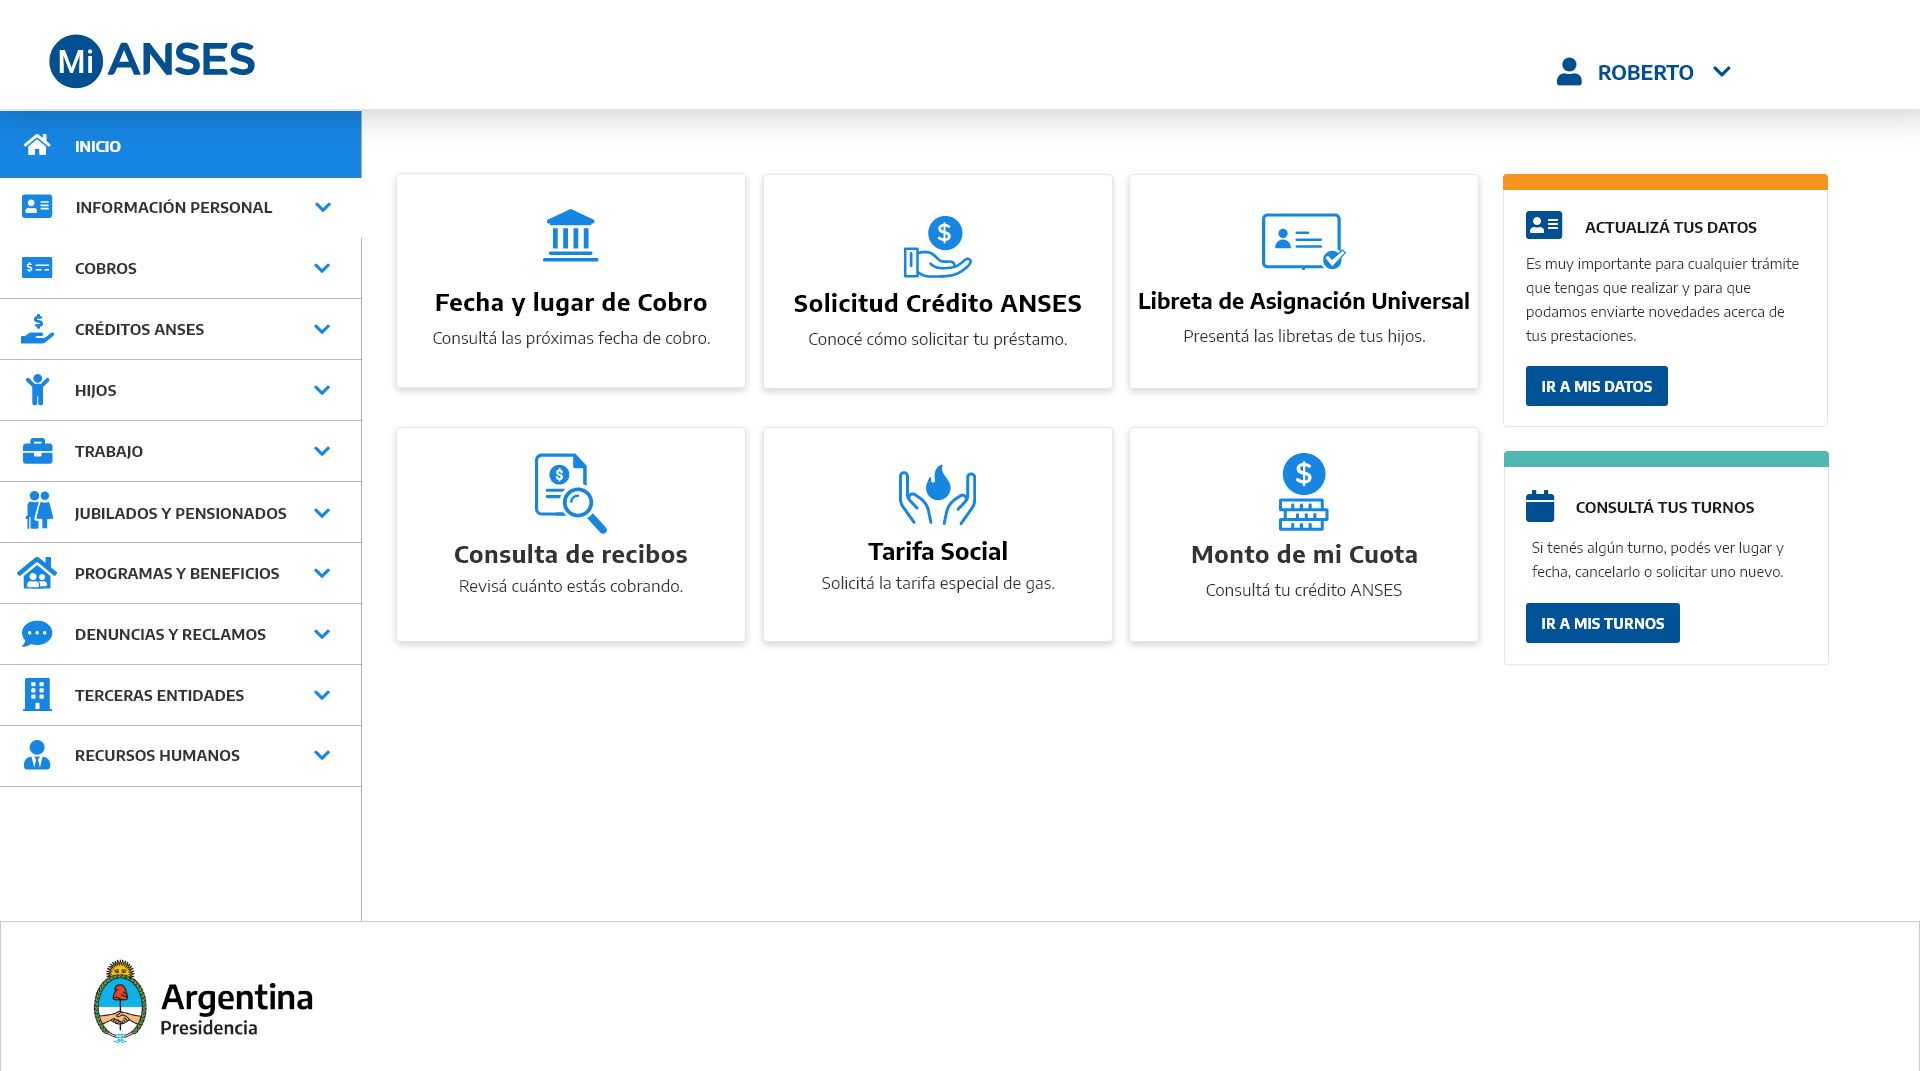 Mi ANSES
ROBERTO
INICIO
INFORMACIÓN PERSONAL
COBROS
CRÉDITOS ANSES
HIJOS
TRABAJO
JUBILADOS Y PENSIONADOS
PROGRAMAS Y BENEFICIOS
DENUNCIAS Y RECLAMOS
TERCERAS ENTIDADES
RECURSOS HUMANOS
Fecha y lugar de Cobro
Consultá las próximas fecha de cobro.
Solicitud Crédito ANSES
Conocé cómo solicitar tu préstamo.
Libreta de Asignación Universal
Presentá las libretas de tus hijos.
Consulta de recibos
Revisá cuánto estás cobrando.
Tarifa Social
Solicitá la tarifa especial de gas.
Monto de mi Cuota
Consultá tu crédito ANSES
ACTUALIZÁ TUS DATOS
Es muy importante para cualquier trámite
que tengas que realizar y para que
podamos enviarte novedades acerca de
tus prestaciones.
IR A MIS DATOS
CONSULTÁ TUS TURNOS
Si tenés algún turno, podés ver lugar y
fecha, cancelarlo o solicitar uno nuevo.
IR A MIS TURNOS
Argentina
Presidencia